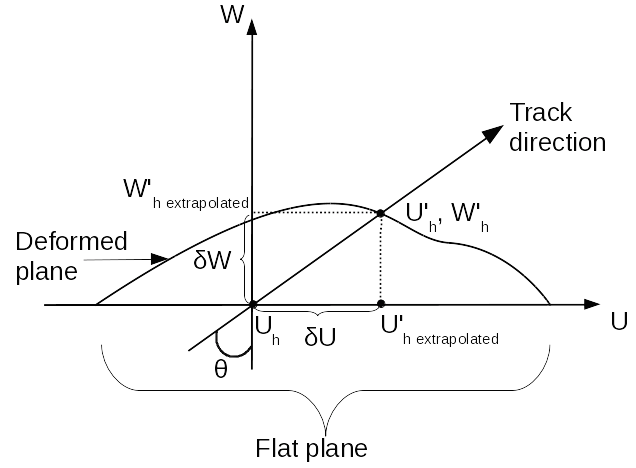 W
Track
direction
W'h extrapolated
U'h, W'h
Deformed
plane
δW
U
Uh
δU
U'h extrapolated
θ
Flat plane